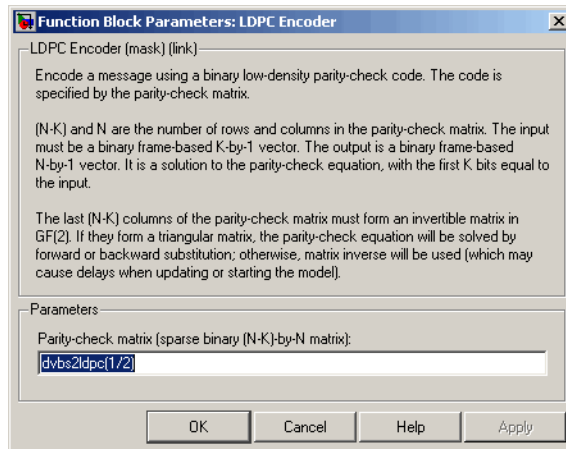 Function Block Parameters: LDPC Encoder
LDPC Encoder (mask) (link)
Encode a message using a binary low-density parity-check code. The code is
specified by the parity-check matrix.
(N-K) and N are the number of rows and columns in the parity-check matrix. The input
must be a binary frame-based K-by-1 vector. The output is a binary frame-based
N-by-1 vector. It is a solution to the parity-check equation, with the first K bits equal to
the input.
The last (N-K) columns of the parity-check matrix must form an invertible matrix in
GF(2). If they form a triangular matrix, the parity-check equation will be solved by
forward or backward substitution; otherwise, matrix inverse will be used (which may
cause delays when updating or starting the model).
Parameters
Parity-check matrix (sparse binary (N-K)-by-N matrix):
dvbs2ldpc(1/2)
OK Cancel Help Apply